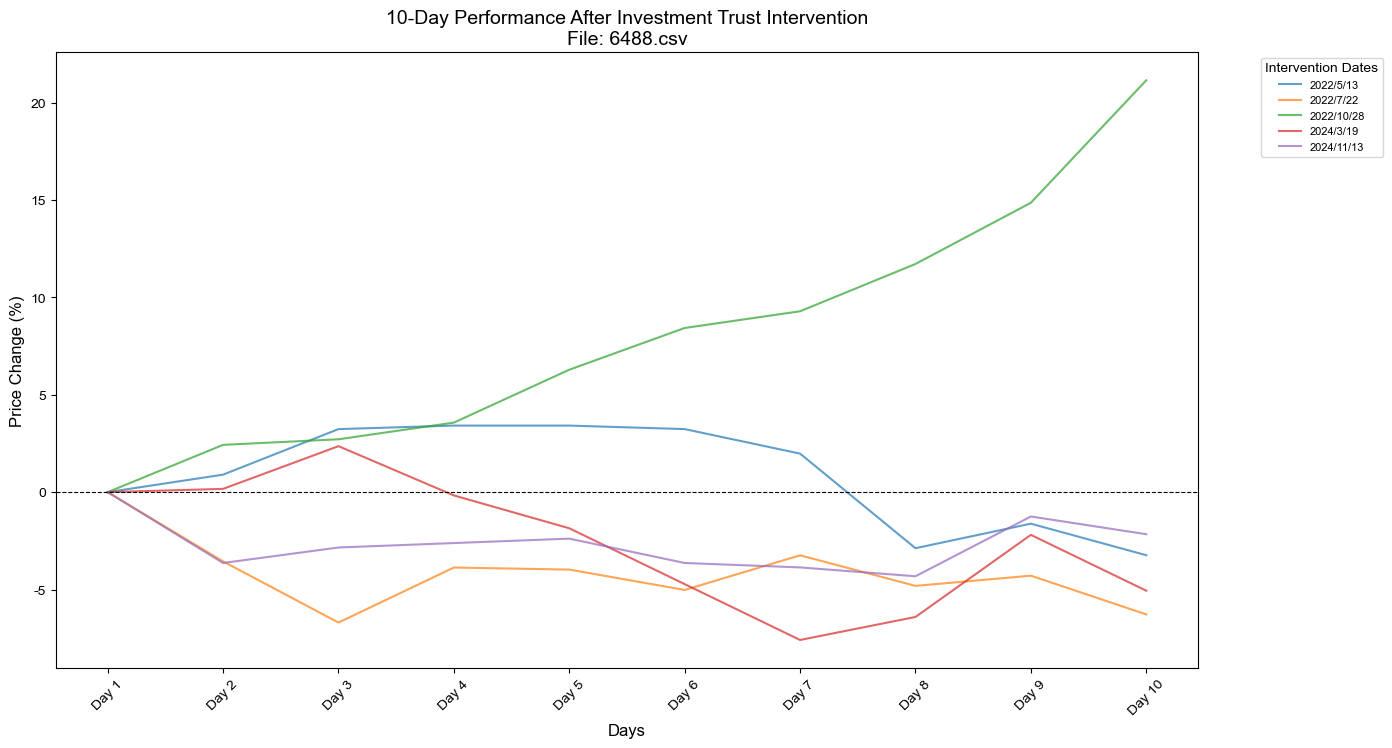 10-Day Performance After Investment Trust Intervention
File: 6488.csv
Price Change (%)
20
15
10
5
0
-5
Day 1
Day 2
Day 3
Day 4
Day 5
Day 6
Day 7
Day 8
Day 9
Day 10
Days
Intervention Dates
2022/5/13
2022/7/22
2022/10/28
2024/3/19
2024/11/13